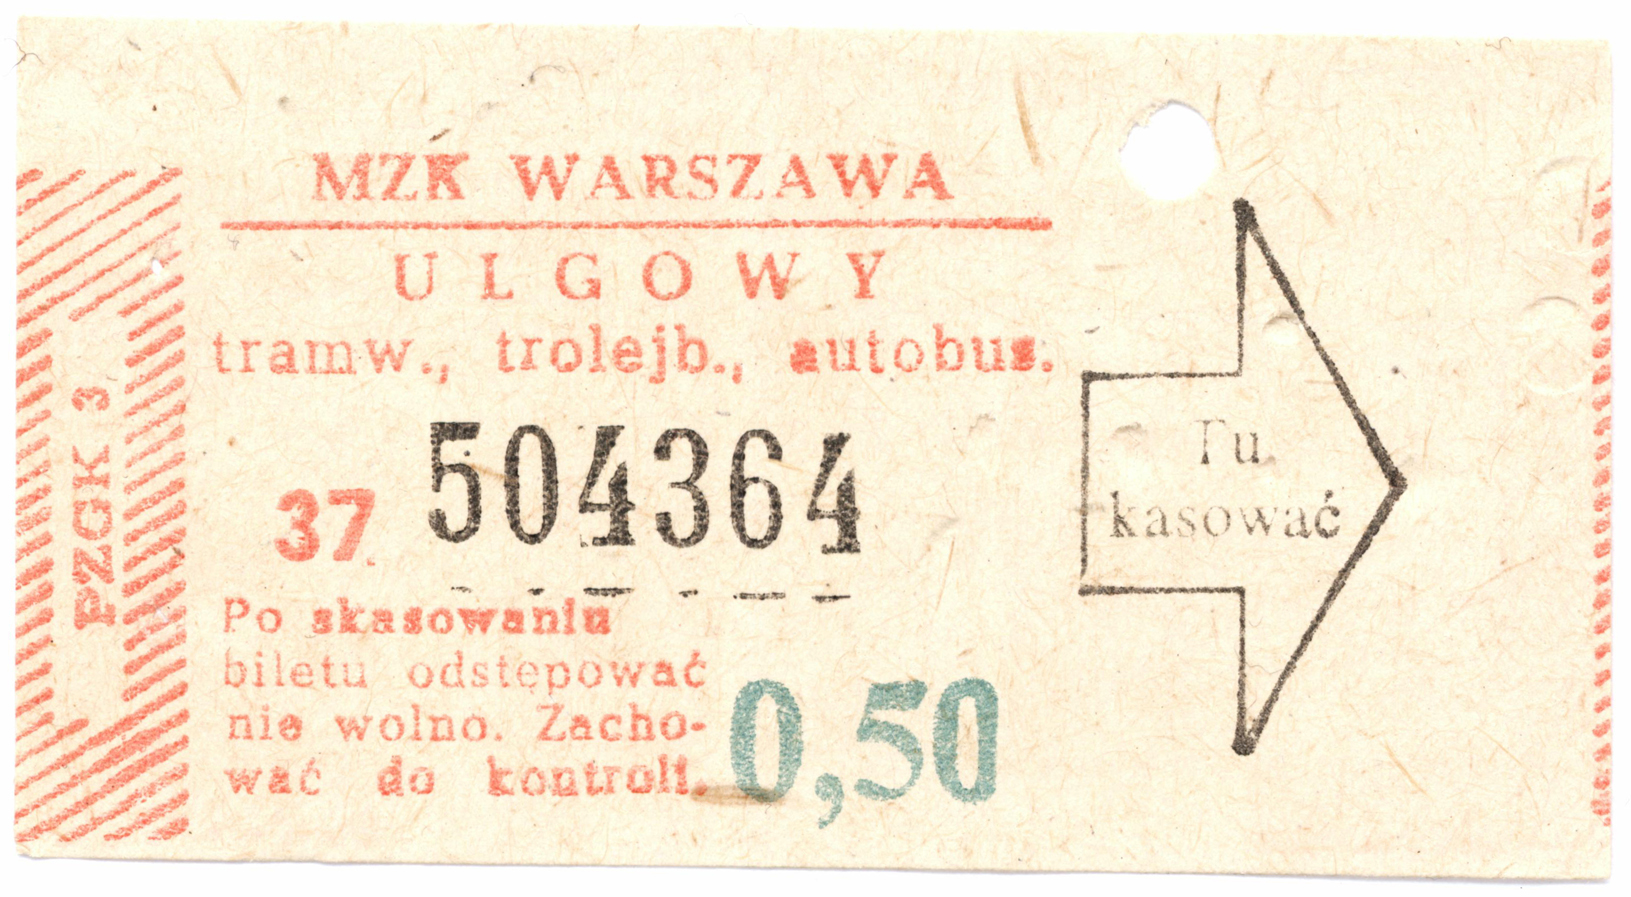 MZK WARSZAWA
ULGOWY
tramw., trolejb., autobus.
504364
37.
Po skasowaniu
biletu odstępować
nie wolno. Zacho-
wać do kontroli.
0,50
Tu
kasować
PZGK 3